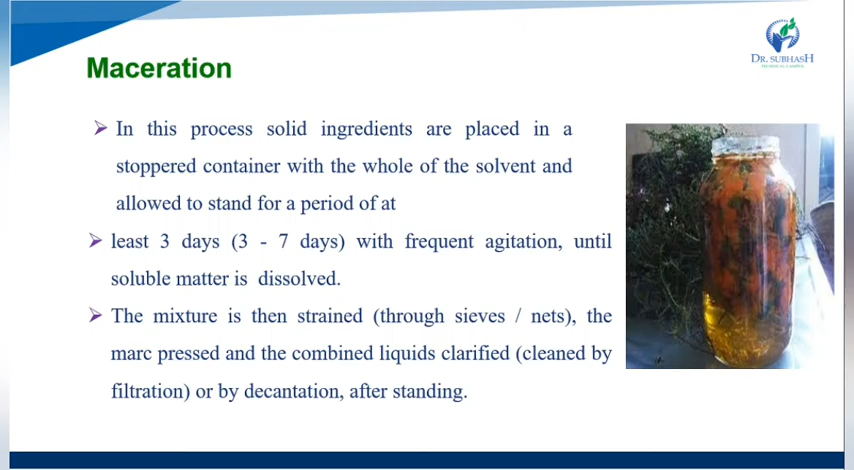 DR. SUBHASH
Maceration
➢ In this process solid ingredients are placed in a
stoppered container with the whole of the solvent and
allowed to stand for a period of at
➢ least 3 days (3 - 7 days) with frequent agitation, until
soluble matter is dissolved.
➢ The mixture is then strained (through sieves / nets), the
marc pressed and the combined liquids clarified (cleaned by
filtration) or by decantation, after standing.